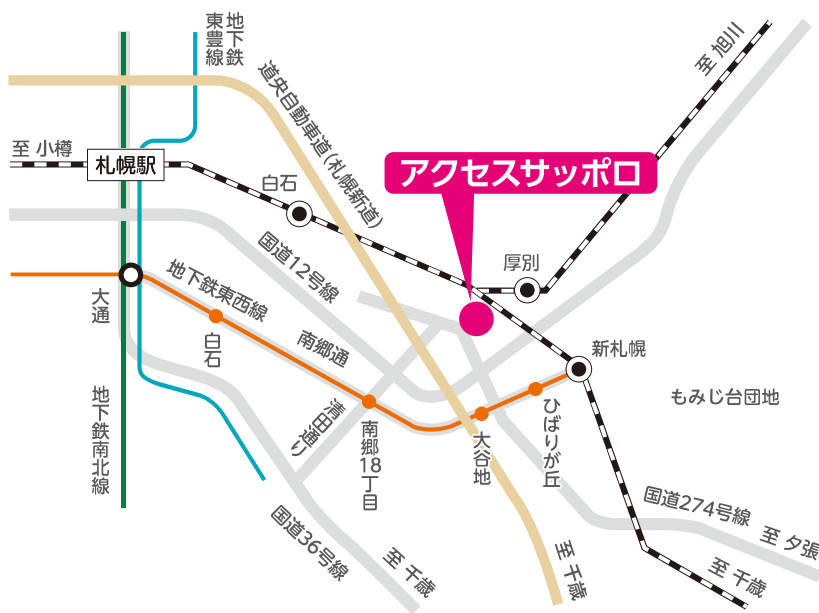 地下鉄
東豊線
至 旭川
道央自動車道(札幌新道)
至 小樽
札幌駅
白石
アクセスサッポロ
国道12号線
厚別
地下鉄東西線
大通
白石
南郷通
新札幌
もみじ台団地
地下鉄南北線
清田通り
南郷18丁目
大谷地
ひばりが丘
国道274号線
至 夕張
国道36号線
至 千歳
至 千歳
至 千歳